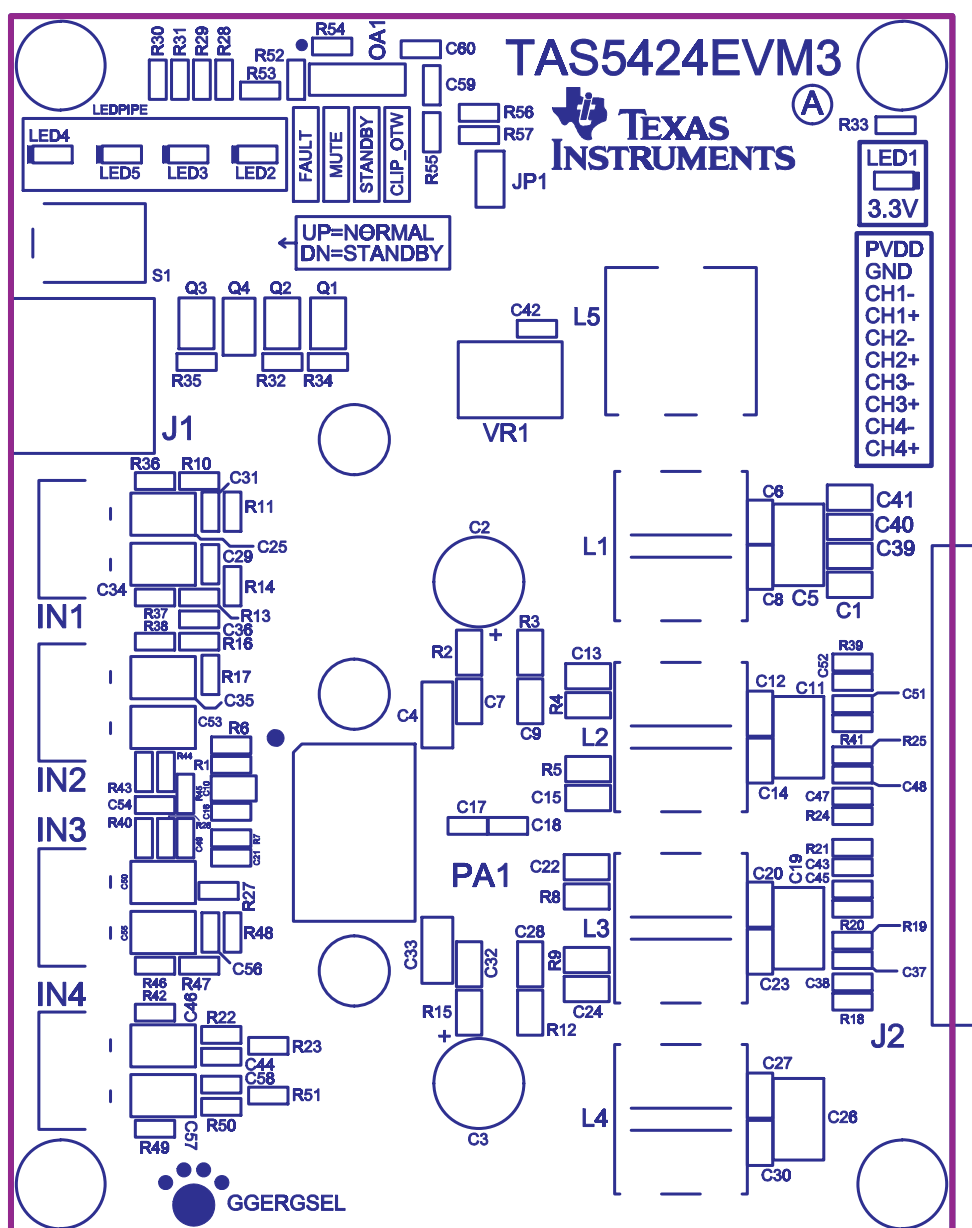 R30
R31
R29
R28
R54
OA1
R52
R53
C60
C59
TAS5424EVM3
A
TEXAS
INSTRUMENTS
LEDPIPE
LED4
LED5
LED3
LED2
FAULT
MUTE
STANDBY
CLIP_OTW
R55
R56
R57
JP1
R33
LED1
3.3V
UP=NORMAL
DN=STANDBY
S1
PVDD
GND
CH1-
CH1+
CH2-
CH2+
CH3-
CH3+
CH4-
CH4+
Q3
Q4
Q2
Q1
R35
R32
R34
C42
L5
VR1
J1
R36
R10
C31
R11
C25
C29
R14
C34
R37
R13
C36
R38
R16
IN1
C2
L1
C6
C8
C5
C41
C40
C39
C1
R17
C35
C53
R6
R1
R44
R43
C54
R45
C10
C16
R40
R26
C49
R7
C21
IN2
IN3
+
R2
R3
C7
C4
C9
R4
C13
R5
C15
L2
C12
C11
C14
R39
C52
C51
R41
R25
C48
C47
R24
C17
C18
PA1
C22
R8
L3
C20
C19
C23
R21
C43
C45
R20
R19
C37
C38
R18
J2
C50
R27
C55
R48
C56
R46
R47
R42
C46
IN4
C33
C32
C28
R9
C24
R15
R12
+
C3
R22
R23
C44
C58
R51
R50
R49
C57
L4
C27
C26
C30
GGERGSEL